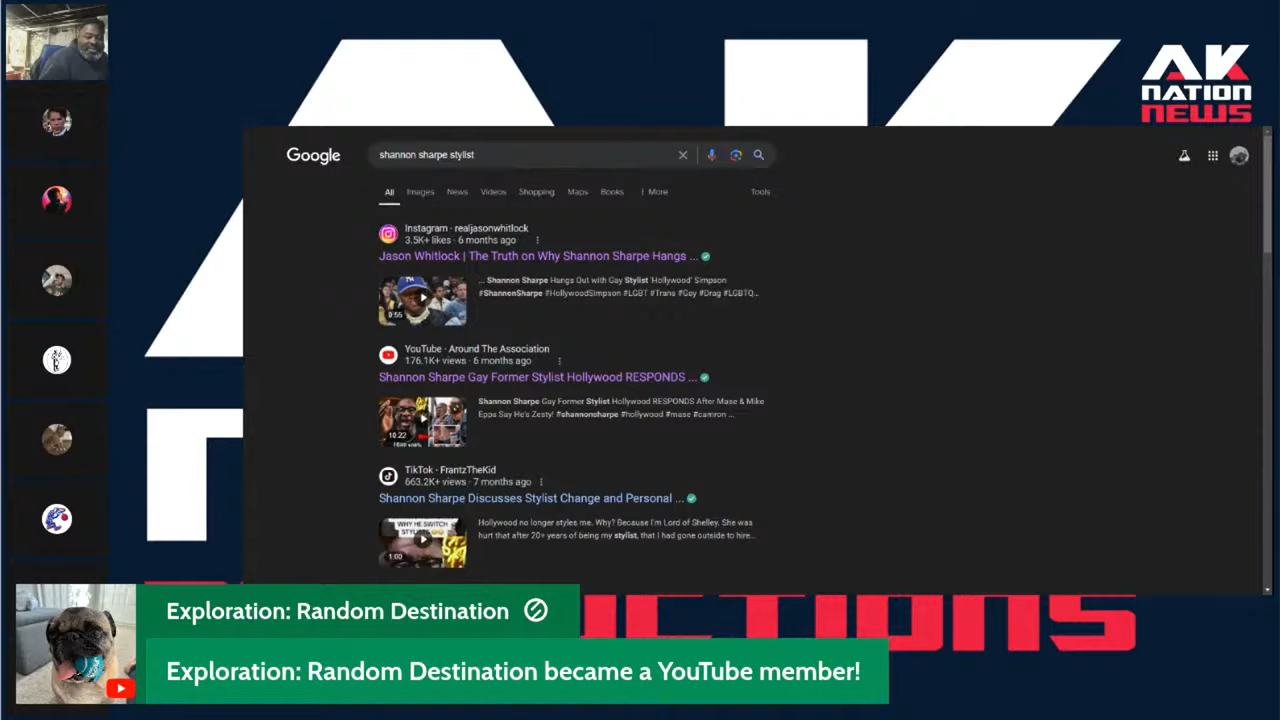 AK
NATION
NEWS
Google
shannon sharpe stylist
All Images News Videos Shopping Maps Books More Tools
Instagram · realjasonwhitlock
3.5K+ likes · 6 months ago
Jason Whitlock | The Truth on Why Shannon Sharpe Hangs ...
0:55
... Shannon Sharpe Hangs Out with Gay Stylist 'Hollywood' Simpson
#ShannonSharpe #HollywoodSimpson #LGBT #Trans #Gey #Drag #LGBTQ...
YouTube · Around The Association
176.1K+ views · 6 months ago
Shannon Sharpe Gay Former Stylist Hollywood RESPONDS ...
10:22
Shannon Sharpe Gay Former Stylist Hollywood RESPONDS After Mase & Mike
Epps Say He's Zesty! #shannonsharpe #hollywood #mase #camron ...
TikTok · FrantzTheKid
663.2K+ views · 7 months ago
Shannon Sharpe Discusses Stylist Change and Personal ...
WHY HE SWITCH
1:00
Hollywood no longer styles me. Why? Because I'm Lord of Shelley. She was
hurt that after 20+ years of being my stylist, that I had gone outside to hire...
Exploration: Random Destination
Exploration: Random Destination became a YouTube member!